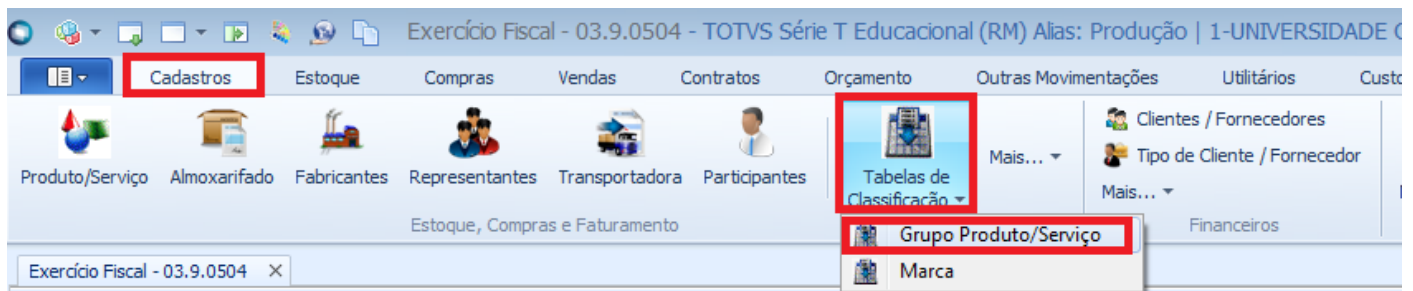 Exercício Fiscal - 03.9.0504 - TOTVS Série T Educacional (RM) Alias: Produção | 1-UNIVERSIDADE
Cadastros Estoque Compras Vendas Contratos Orçamento Outras Movimentações Utilitários
Produto/Serviço Almoxarifado Fabricantes Representantes Transportadora Participantes
Tabelas de
Classificação
Mais...
Clientes / Fornecedores
Tipo de Cliente / Fornecedor
Mais...
Estoque, Compras e Faturamento
Financeiros
Grupo Produto/Serviço
Marca
Exercício Fiscal - 03.9.0504